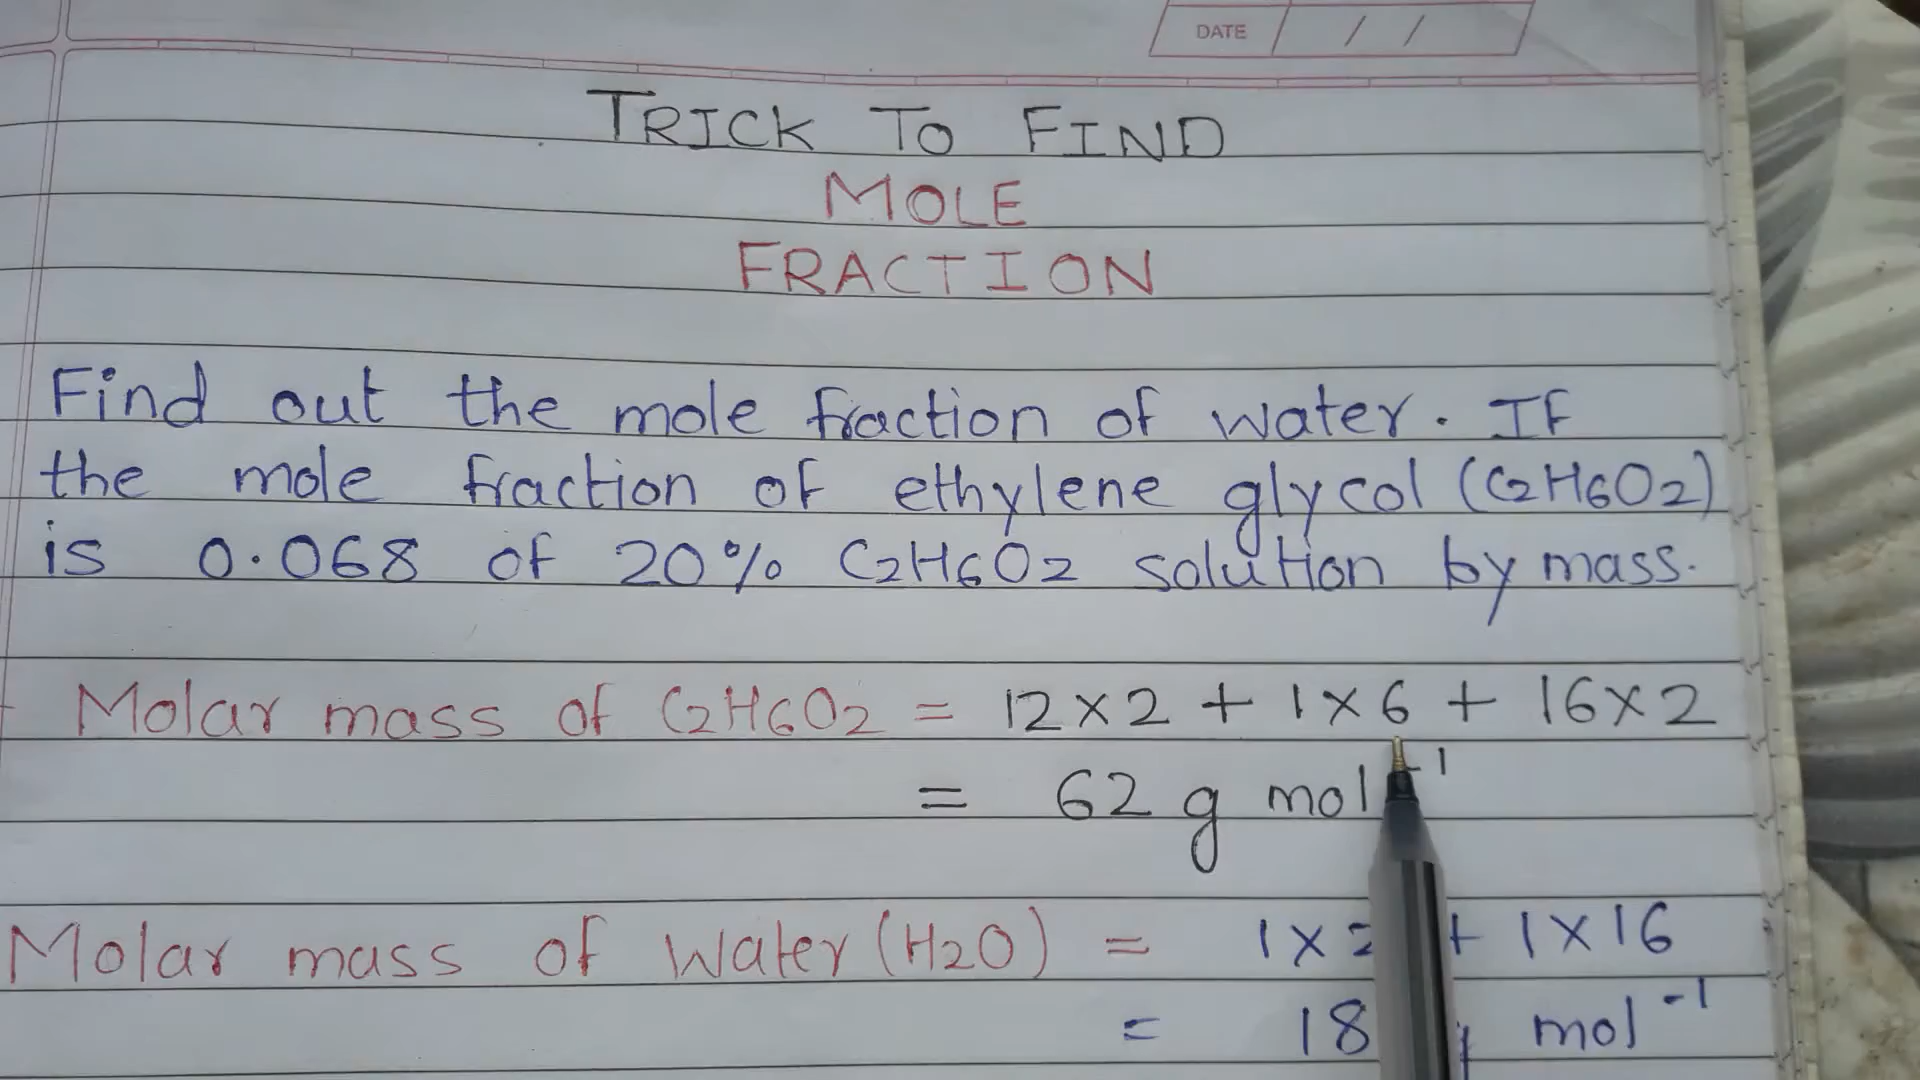 DATE / /
TRICK TO FIND
MOLE
FRACTION
Find out the mole fraction of water. If
the mole fraction of ethylene glycol (C2H6O2)
is 0.068 of 20% C2H6O2 solution by mass.
Molar mass of C2H6O2 = 12×2 + 1×6 + 16×2
= 62 g mol⁻¹
Molar mass of water (H2O) = 1×2 + 1×16
= 18 mol⁻¹